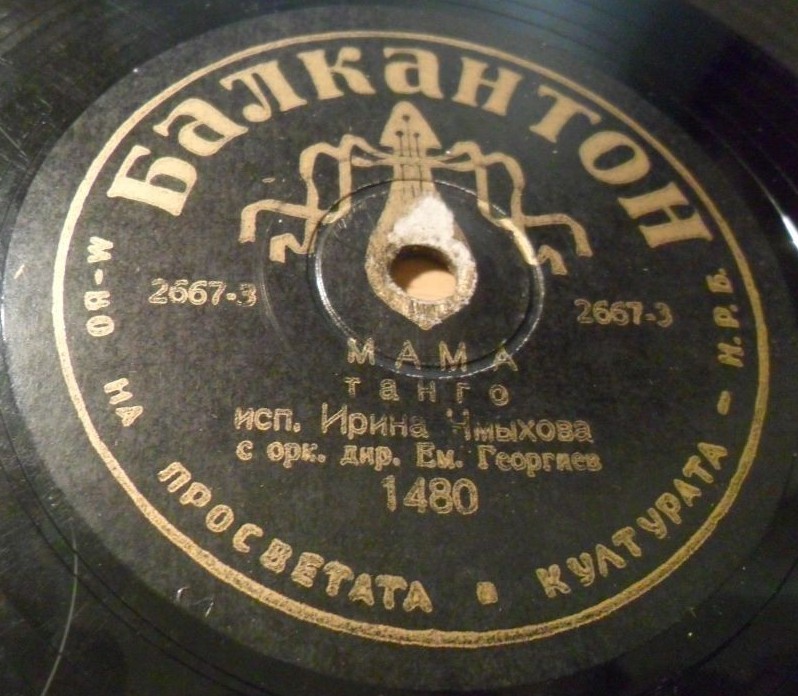 Балкантон
2667-3
2667-3
МАМА
танго
исп. Ирина Чмыхова
с орк. дир. Ем. Георгиев
1480
М-ВО НА ПРОСВЕТАТА И КУЛТУРАТА - Н.Р.Б.